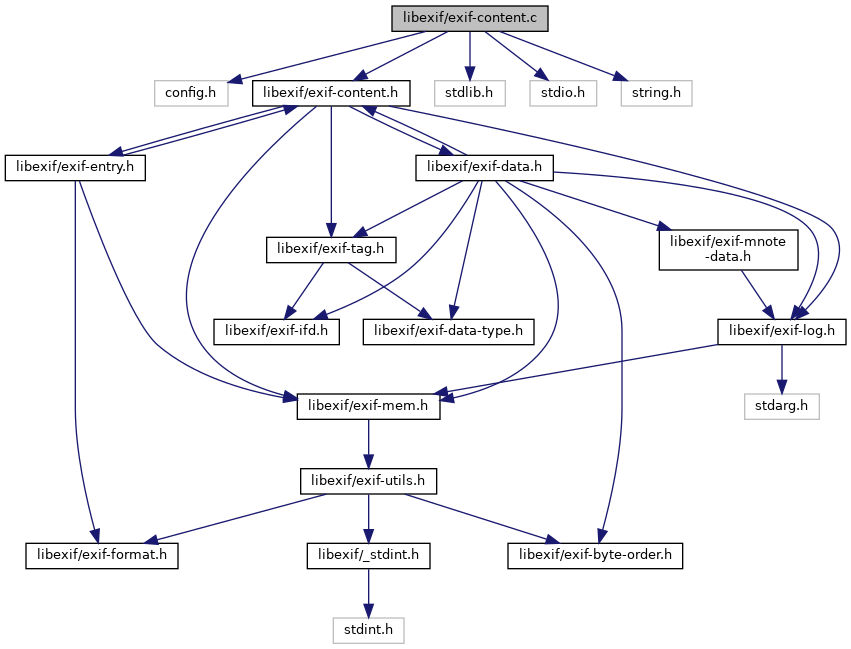 libexif/exif-content.c
config.h
libexif/exif-content.h
stdlib.h
stdio.h
string.h
libexif/exif-entry.h
libexif/exif-data.h
libexif/exif-tag.h
libexif/exif-mnote
-data.h
libexif/exif-ifd.h
libexif/exif-data-type.h
libexif/exif-log.h
libexif/exif-mem.h
stdarg.h
libexif/exif-utils.h
libexif/exif-format.h
libexif/_stdint.h
libexif/exif-byte-order.h
stdint.h